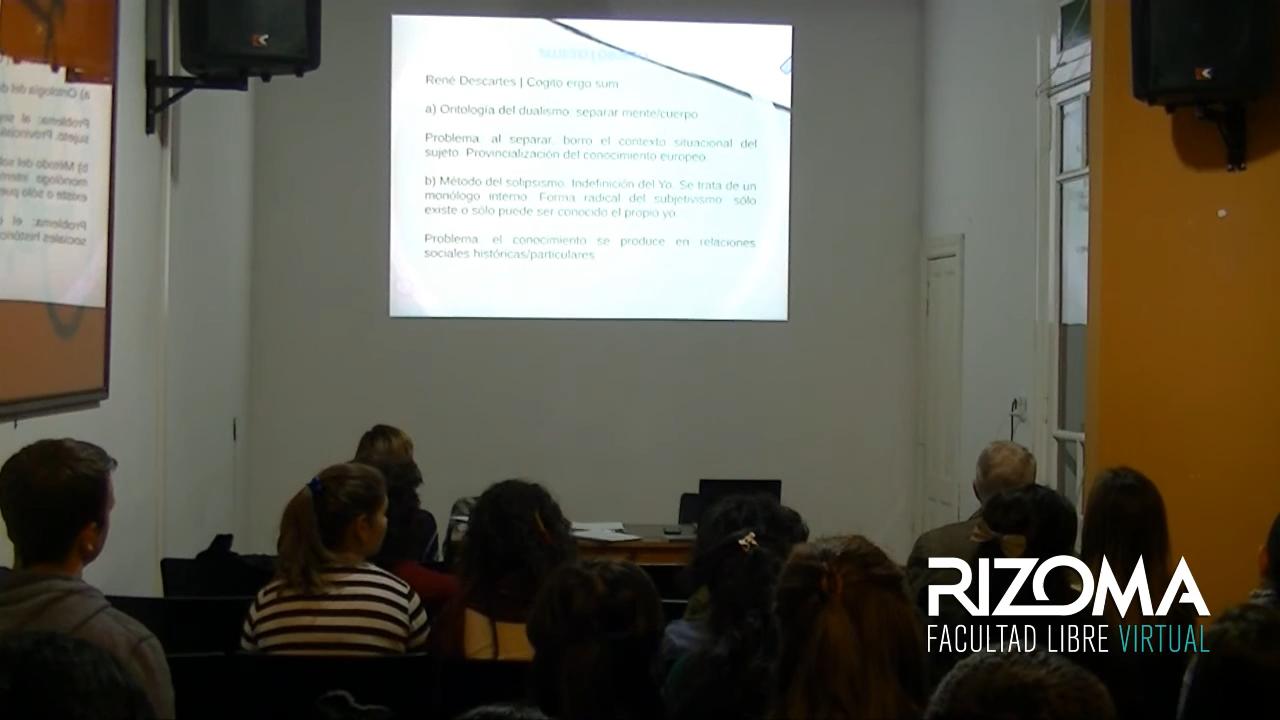 René Descartes | Cogito ergo sum
a) Ontología del dualismo: separar mente/cuerpo
Problema: al separar, borro el contexto situacional del
sujeto. Provincialización del conocimiento europeo.
b) Método del solipsismo. Indefinición del Yo. Se trata de un
monólogo interno. Forma radical del subjetivismo: sólo
existe o sólo puede ser conocido el propio yo.
Problema: el conocimiento se produce en relaciones
sociales históricas/particulares.
RIZOMA
FACULTAD LIBRE VIRTUAL